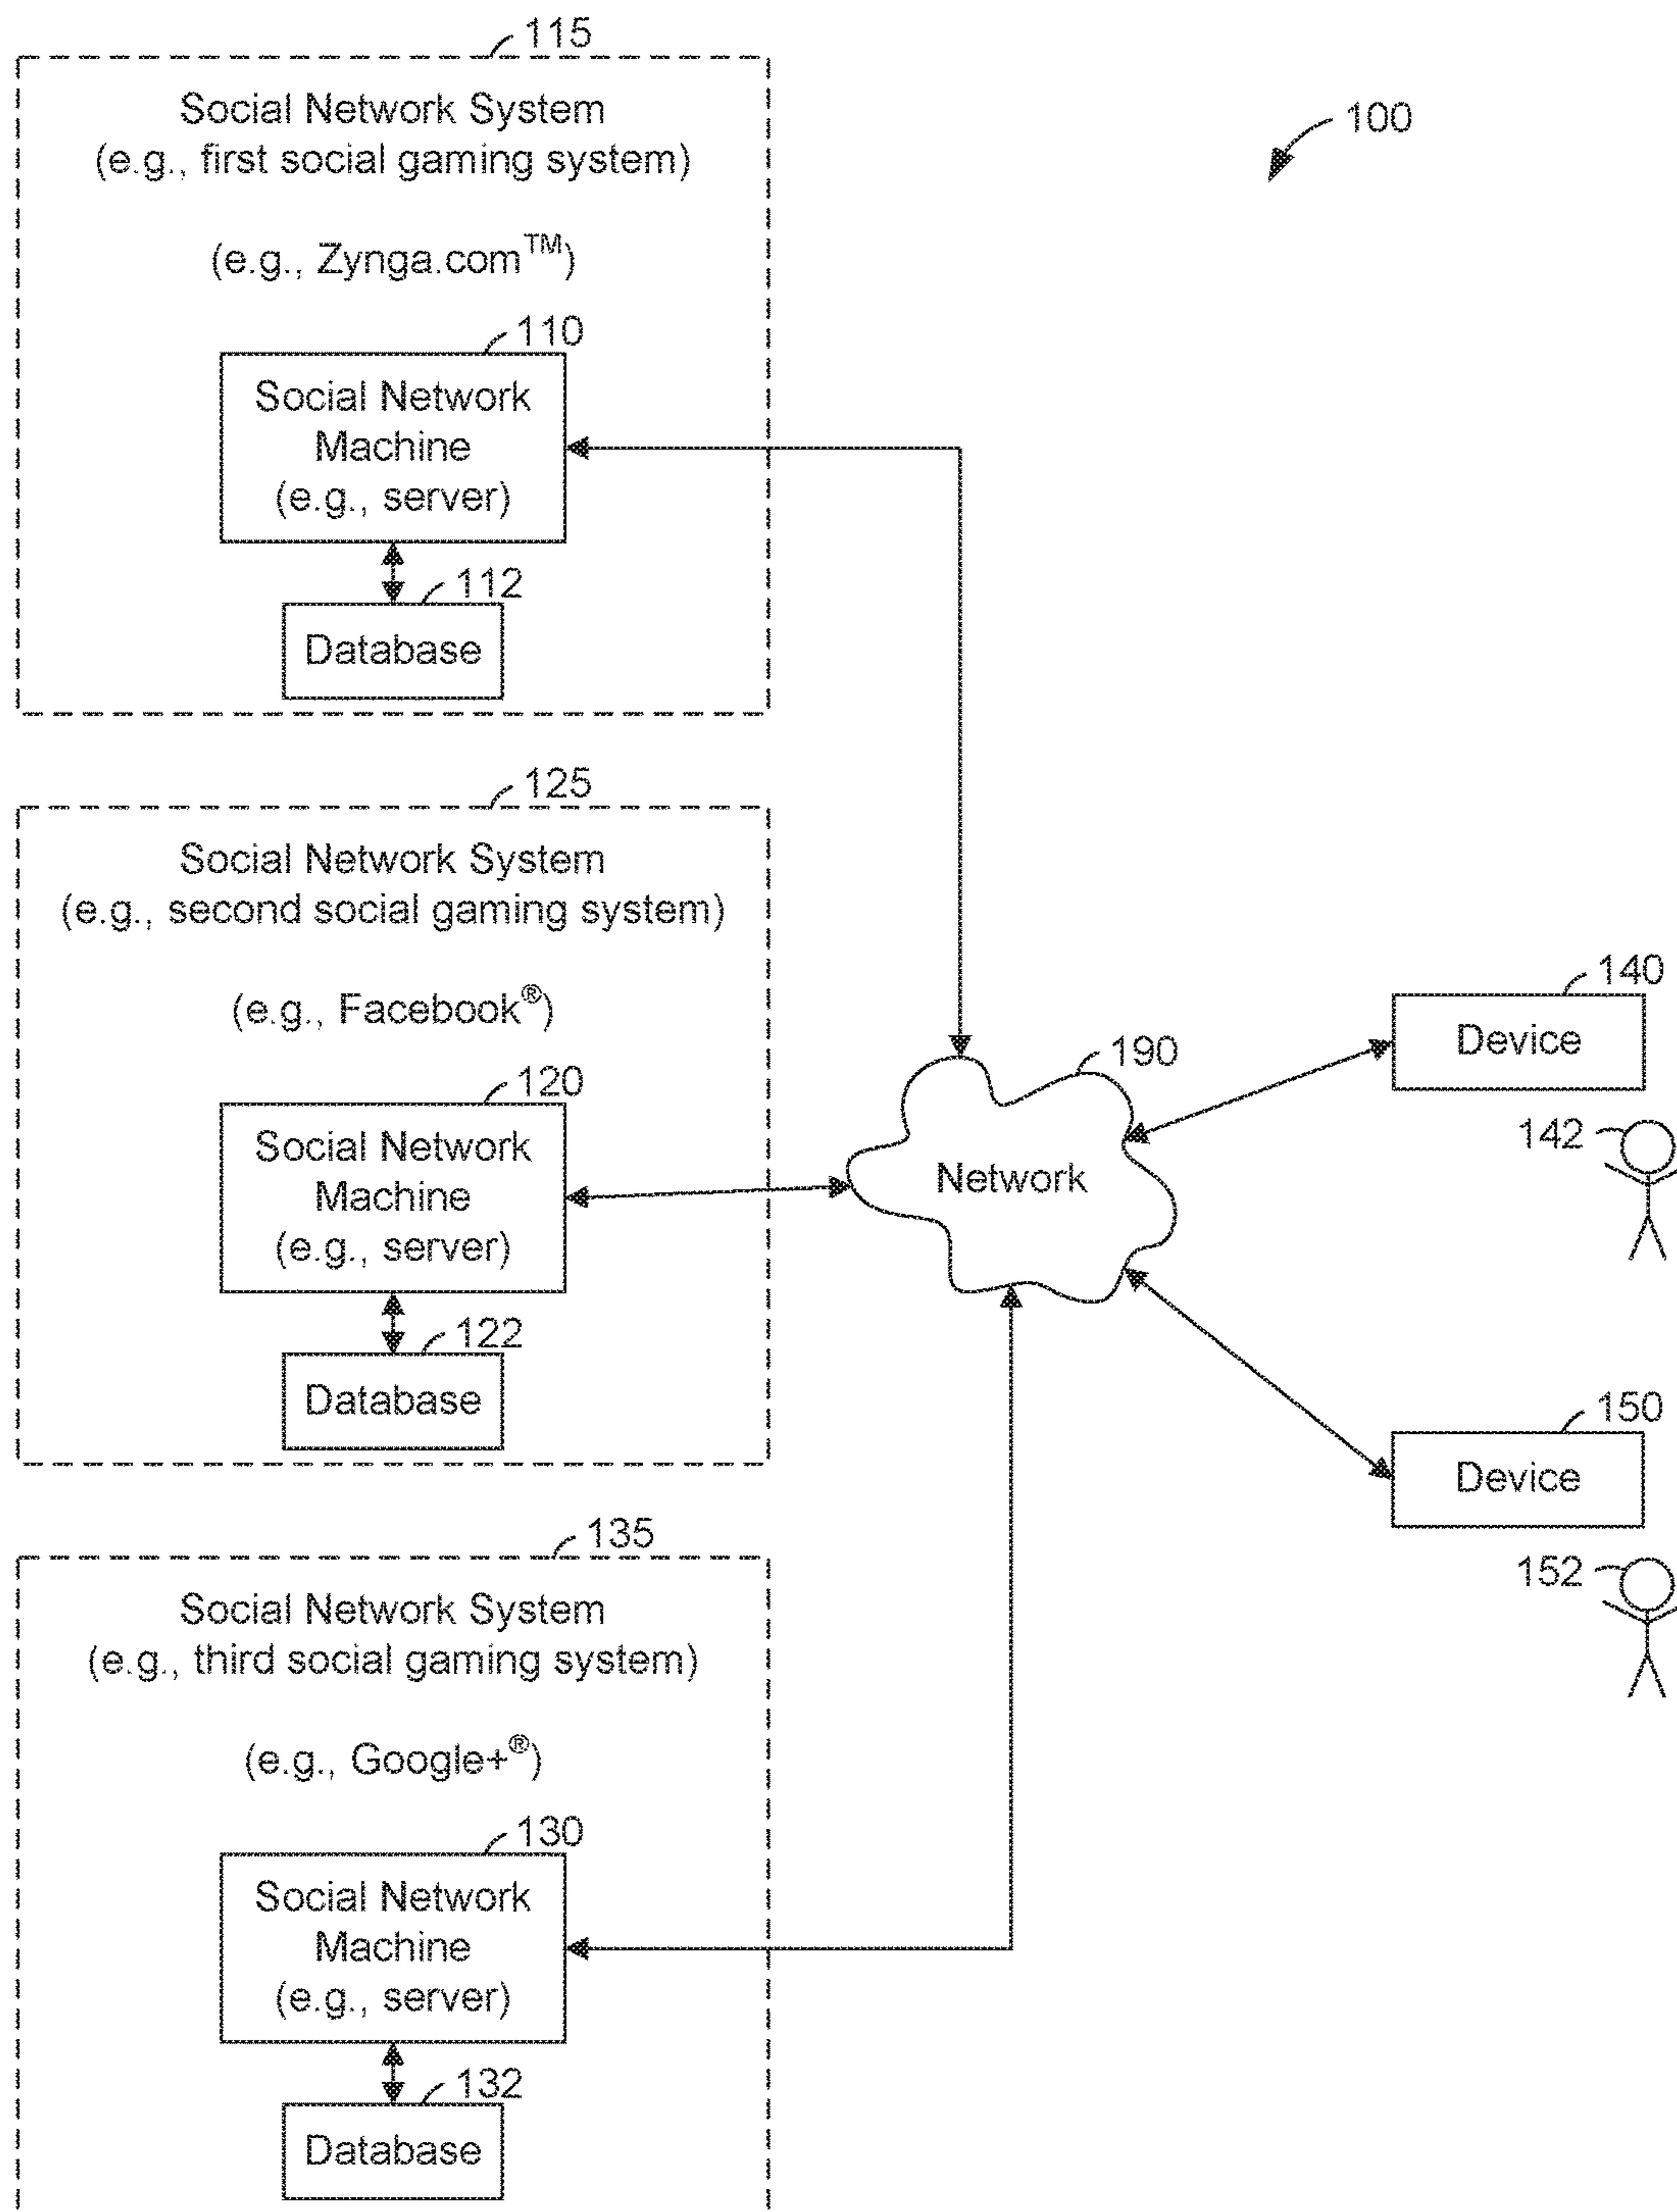 115
Social Network System
(e.g., first social gaming system)
(e.g., Zynga.com™)
110
Social Network
Machine
(e.g., server)
112
Database
100
125
Social Network System
(e.g., second social gaming system)
(e.g., Facebook®)
120
Social Network
Machine
(e.g., server)
122
Database
135
Social Network System
(e.g., third social gaming system)
(e.g., Google+®)
130
Social Network
Machine
(e.g., server)
132
Database
190
Network
140
Device
142
150
Device
152